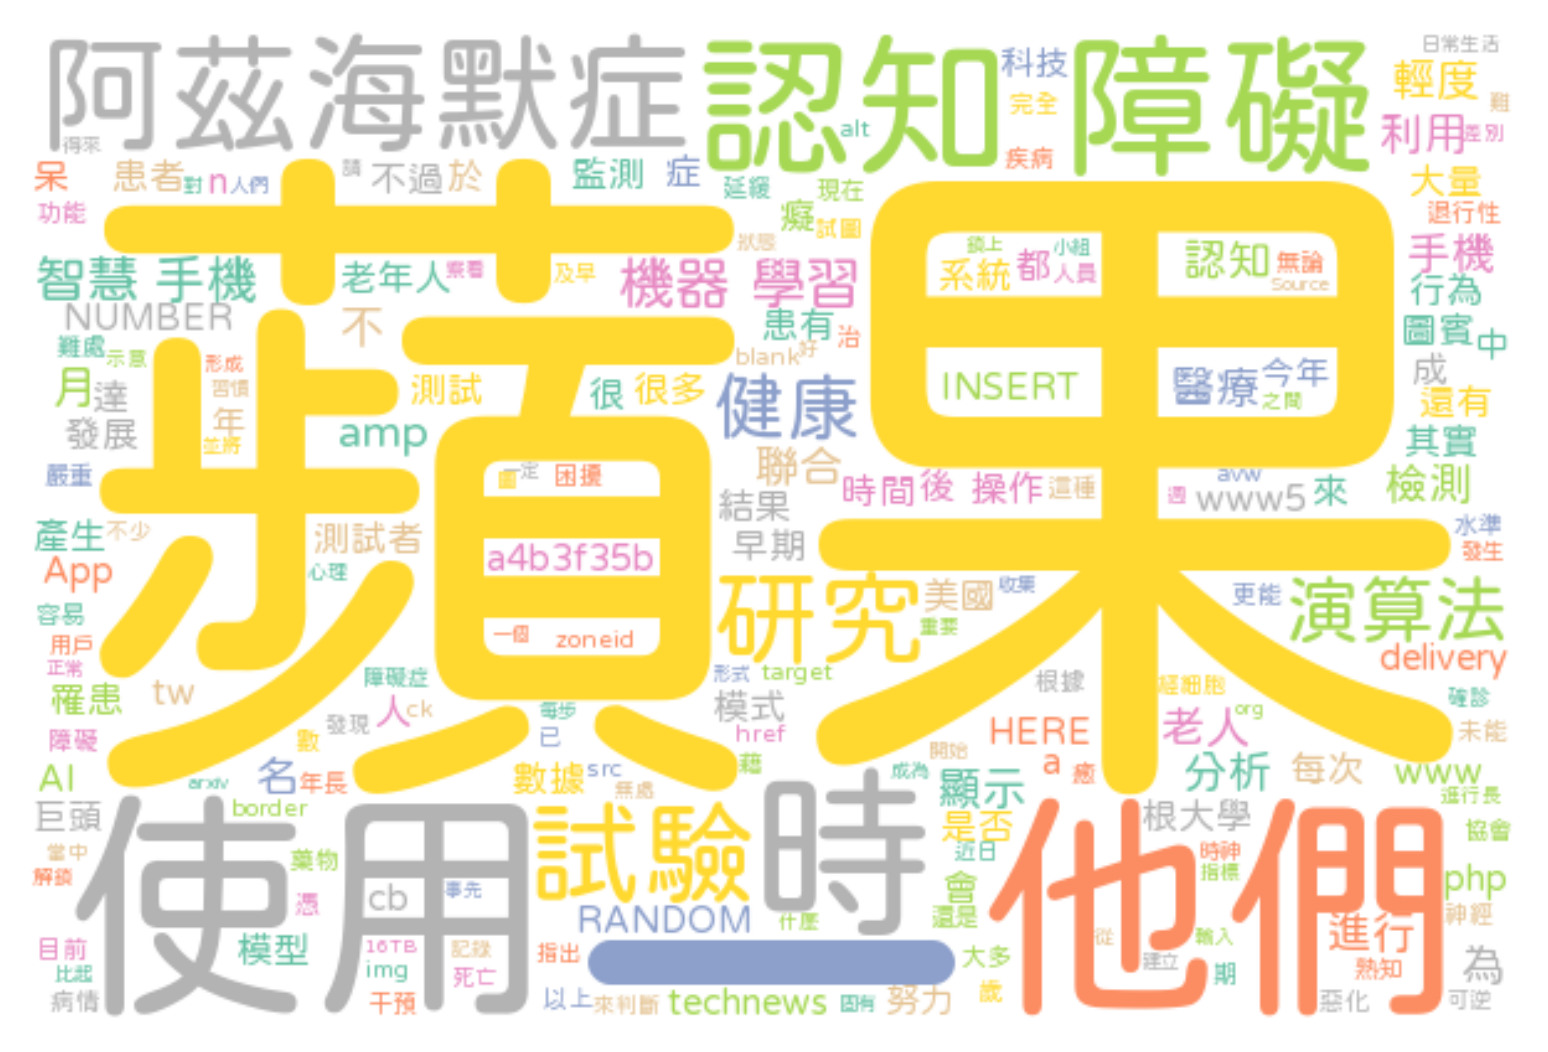 阿茲海默症 認知障礙 科技 日常生活
輕度 難
完全
得來 alt 疾病 利用 差別
呆 患者 對 n 人們 請 不過 於 監測 症 延緩 現在 大量
功能 癡 試圖 退行性
狀態 鎖上 小組 手機
智慧 手機 老年人 察看 及早 機器 學習 系統 都 人員 認知 無論
Source 行為
NUMBER 不 患有 治 圖賓 中
難處 示意 形成 blank 好
月 達 習慣 測試 很 很多 健康 INSERT 醫療 今年 成
年 之間 還有
發展 並將 amp 其實
嚴重 一定 困擾 聯合 時間 後 操作 這種 avw 檢測
圖 結果 週 www5 來
產生 不少 測試者 早期 水準
App 心理 a4b3f35b 發生
蘋果
容易 研究 美國 收集 更能 演算法
用戶 一個 zoneid 重要
正常 delivery
罹患 tw 障礙症 形式 target 根據 經細胞 確診
發現 人 ck 每步 模式 老人 org
障礙 數 已 href HERE 未能
AI 名 年長 數據 src 藉 開始 a 癒 分析 每次 www
arxiv 無處 成為 顯示
巨頭 border 進行長
使用 試驗 時 他們
是否 根大學 協會
當中 藥物 近日 時神
解鎖 憑 cb 事先 會 指標 php
RANDOM 什麼 還是 進行 神經
目前 模型 16TB 記錄 指出 大多 從 輸入
比起 img 死亡 建立 期 熟知 為
病情 干預 以上 來判斷 technews 固有 努力 歲 惡化 可逆